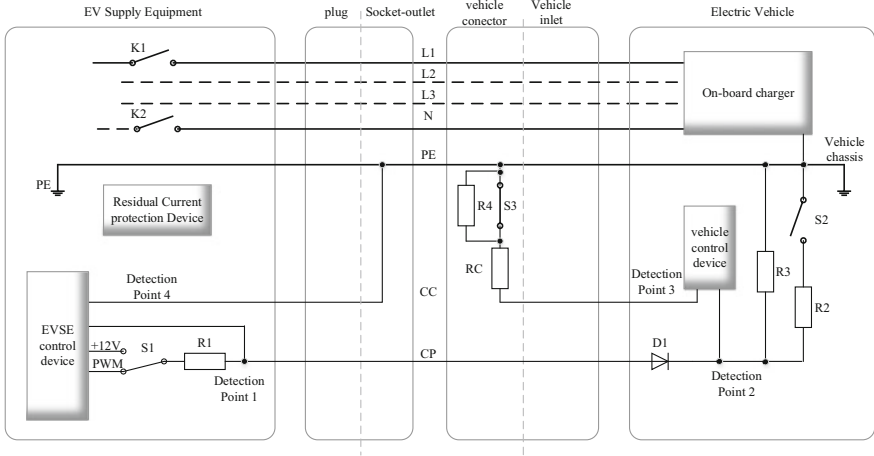 EV Supply Equipment
plug
Socket-outlet
vehicle
conector
Vehicle
inlet
Electric Vehicle
K1
L1
L2
L3
N
K2
On-board charger
PE
PE
Vehicle
chassis
Residual Current
protection Device
R4
S3
RC
vehicle
control
device
S2
R3
R2
Detection
Point 4
CC
Detection
Point 3
EVSE
control
device
+12V
PWM
S1
R1
CP
D1
Detection
Point 1
Detection
Point 2